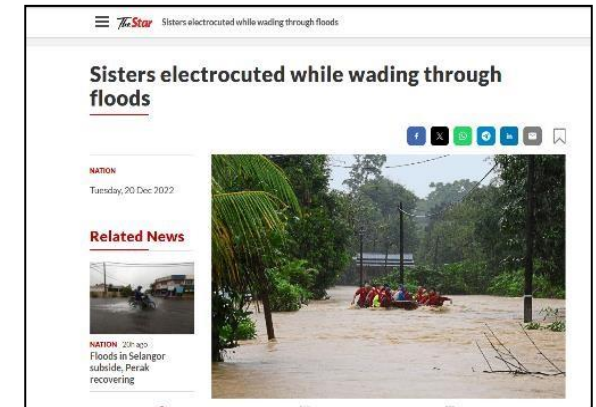 The Star Sisters electrocuted while wading through floods
Sisters electrocuted while wading through
floods
NATION
Tuesday, 20 Dec 2022
Related News
NATION 20h ago
Floods in Selangor
subside, Perak
recovering